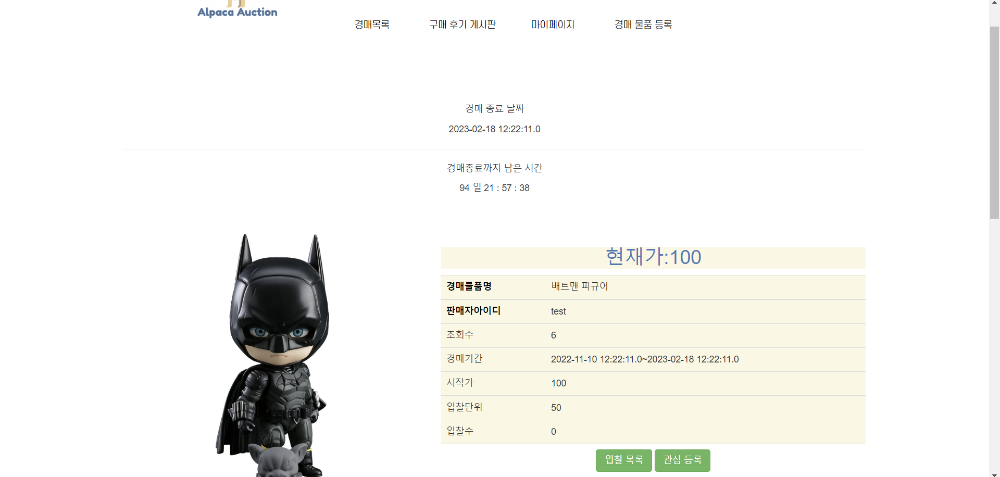 Alpaca Auction
경매목록 구매 후기 게시판 마이페이지 경매 물품 등록
경매 종료 날짜
2023-02-18 12:22:11.0
경매종료까지 남은 시간
94 일 21 : 57 : 38
현재가:100
경매물품명 배트맨 피규어
판매자아이디 test
조회수 6
경매기간 2022-11-10 12:22:11.0~2023-02-18 12:22:11.0
시작가 100
입찰단위 50
입찰수 0
입찰 목록 관심 등록